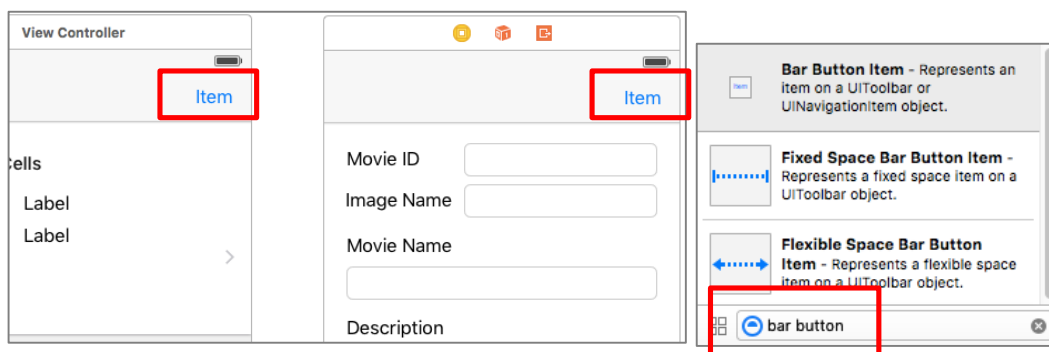 View Controller
Item
Cells
Label
Label
Item
Movie ID
Image Name
Movie Name
Description
Item
Bar Button Item - Represents an
item on a UIToolbar or
UINavigationItem object.
Fixed Space Bar Button Item -
Represents a fixed space item on a
UIToolbar object.
Flexible Space Bar Button
Item - Represents a flexible space
item on a UIToolbar object.
bar button